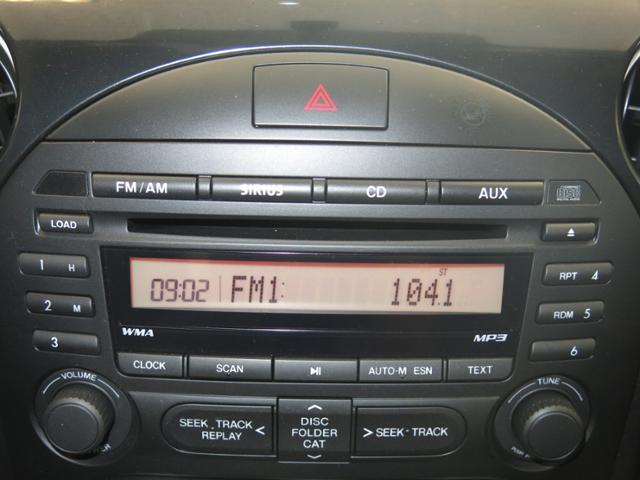 FM/AM SIRIUS CD AUX
LOAD
1 H
2 M
3
09:02 FM1: ST 104.1
RPT 4
RDM 5
6
WMA MP3
CLOCK SCAN AUTO-M ESN TEXT
VOLUME
SEEK TRACK
REPLAY
DISC
FOLDER
CAT
SEEK TRACK
TUNE